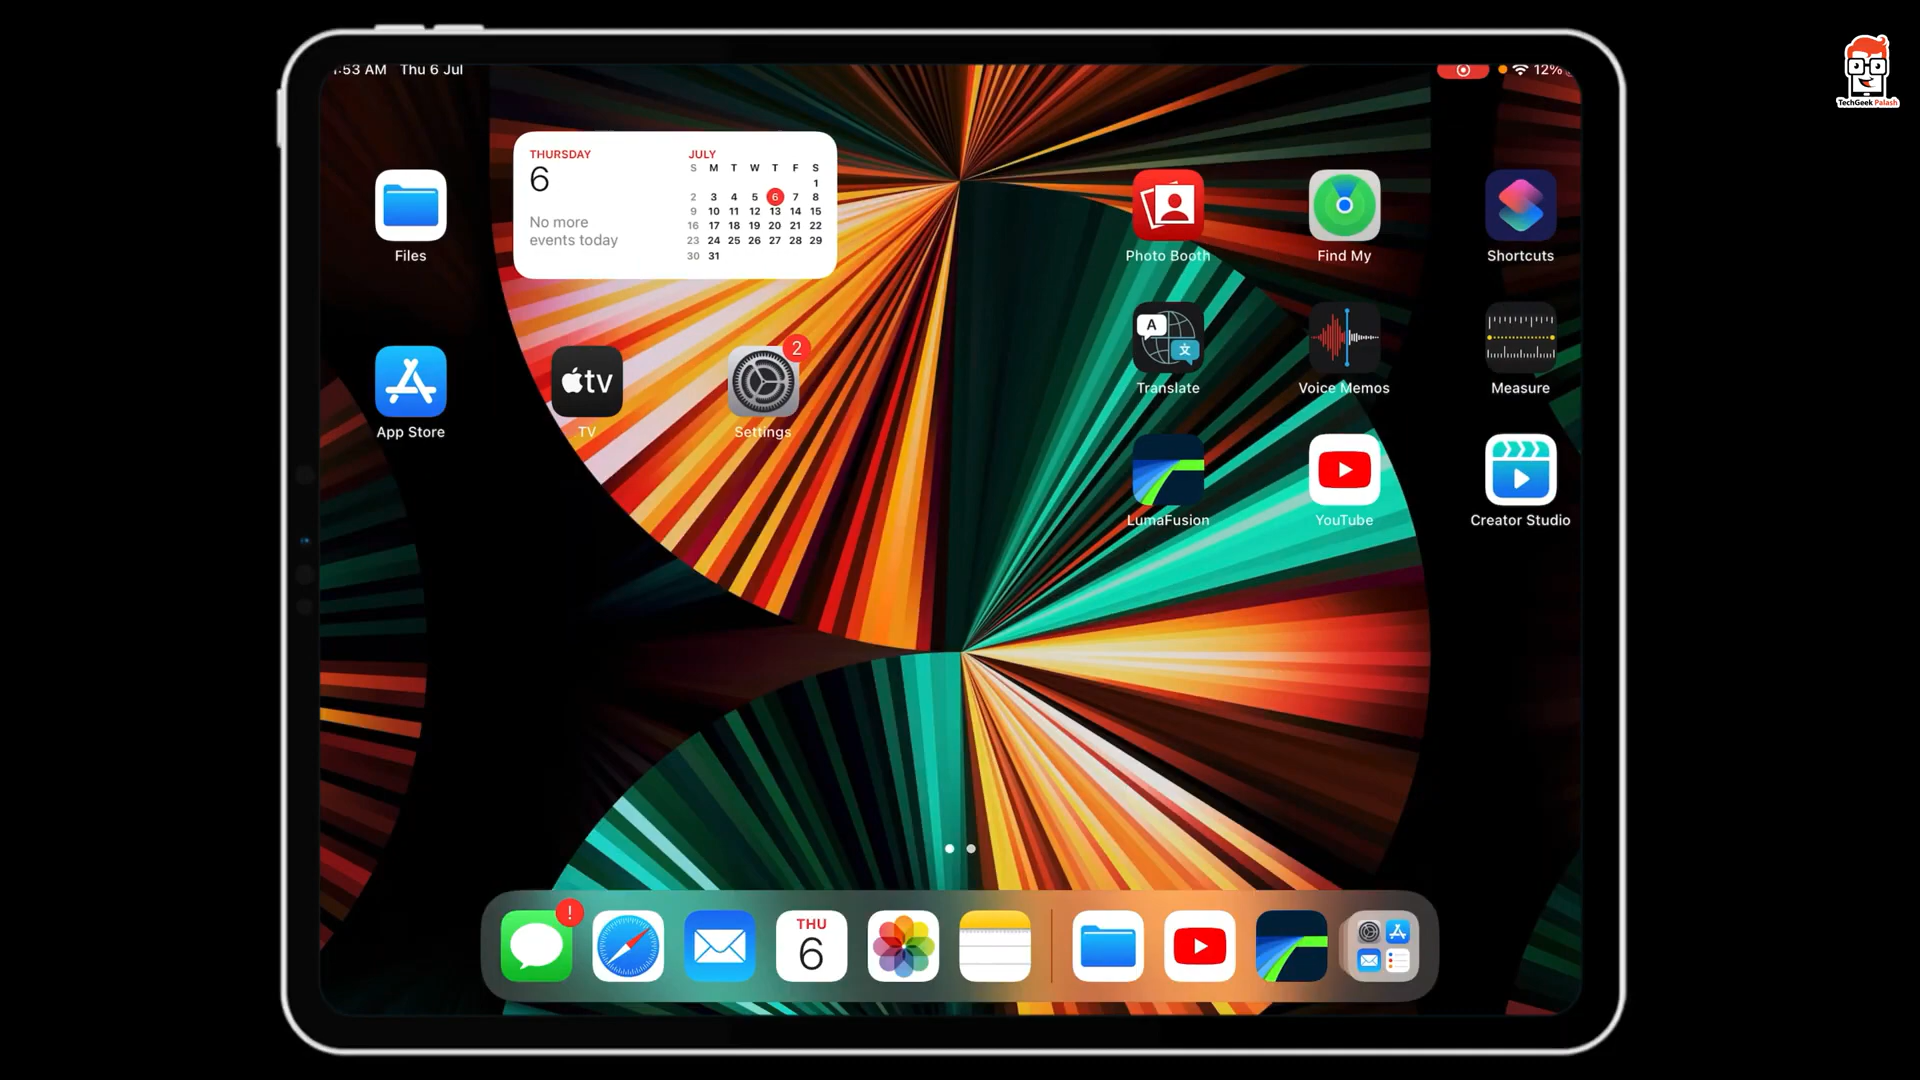 :53 AM Thu 6 Jul
12%
TechGeek Palash
THURSDAY
6
No more
events today
JULY
S M T W T F S
1
2 3 4 5 6 7 8
9 10 11 12 13 14 15
16 17 18 19 20 21 22
23 24 25 26 27 28 29
30 31
Files
Photo Booth
Find My
Shortcuts
A
文
Translate
Voice Memos
Measure
App Store
tv
TV
2
Settings
LumaFusion
YouTube
Creator Studio
!
THU
6